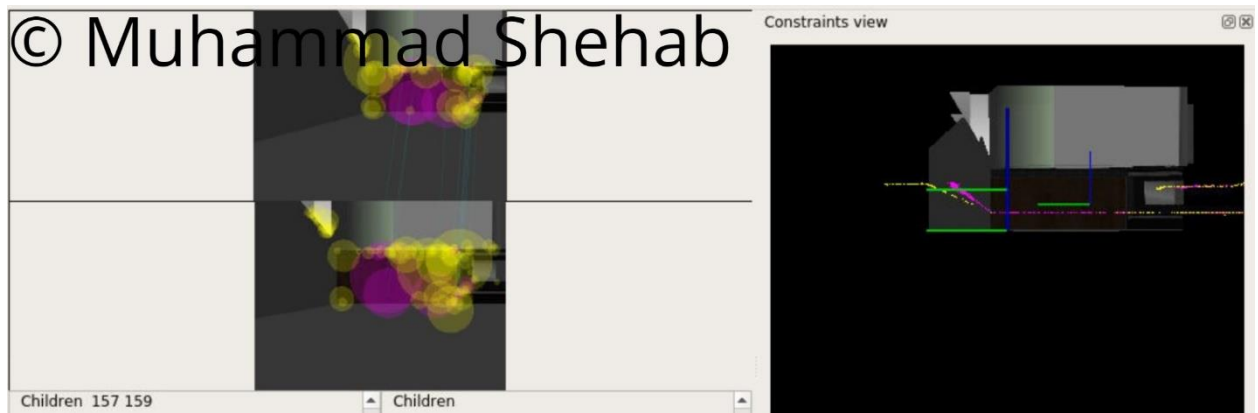 © Muhammad Shehab
Constraints view
Children 157 159
Children